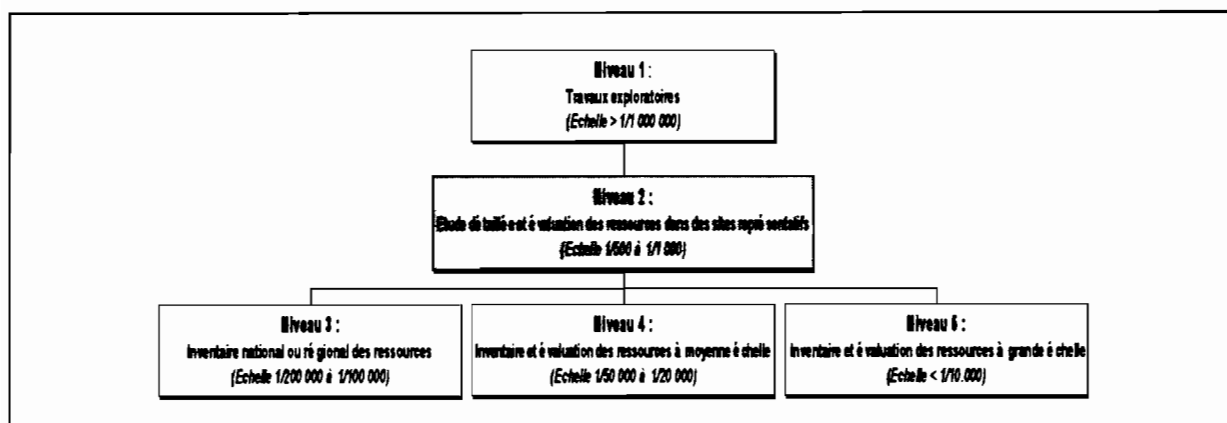 Niveau 1 :
Travaux exploratoires
(Echelle > 1/1 000 000)
Niveau 2 :
Etude détaillée et évaluation des ressources dans des sites représentatifs
(Echelle 1/500 à 1/1 000)
Niveau 3 :
Inventaire national ou régional des ressources
(Echelle 1/200 000 à 1/100 000)
Niveau 4 :
Inventaire et évaluation des ressources à moyenne échelle
(Echelle 1/50 000 à 1/20 000)
Niveau 5 :
Inventaire et évaluation des ressources à grande échelle
(Echelle < 1/10.000)